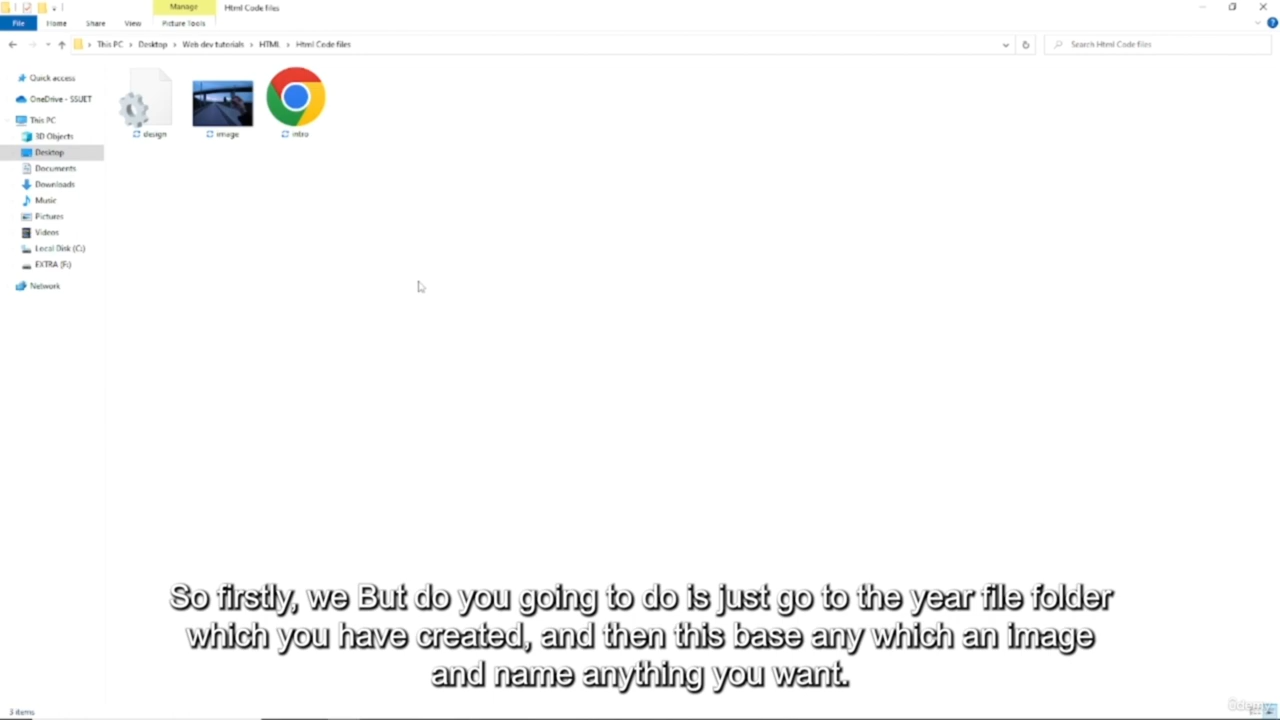 Manage
Html Code files
File
Home
Share
View
Picture Tools
This PC
Desktop
Web dev tutorials
HTML
Html Code files
Search Html Code files
Quick access
OneDrive - SSUET
This PC
3D Objects
Desktop
Documents
Downloads
Music
Pictures
Videos
Local Disk (C:)
EXTRA (F:)
Network
design
image
intro
So firstly, we But do you going to do is just go to the year file folder
which you have created, and then this base any which an image
and name anything you want.
3 items
ûdemy